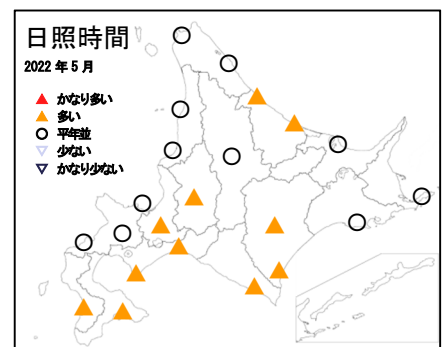 日照時間
2022 年 5 月
かなり多い
多い
平年並
少ない
かなり少ない